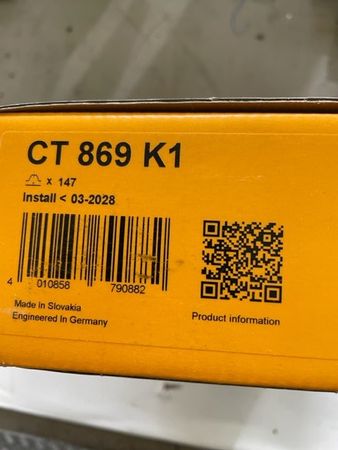 CT 869 K1
x 147
Install < 03-2028
4 010858 790882
Made In Slovakia
Engineered In Germany
Product information